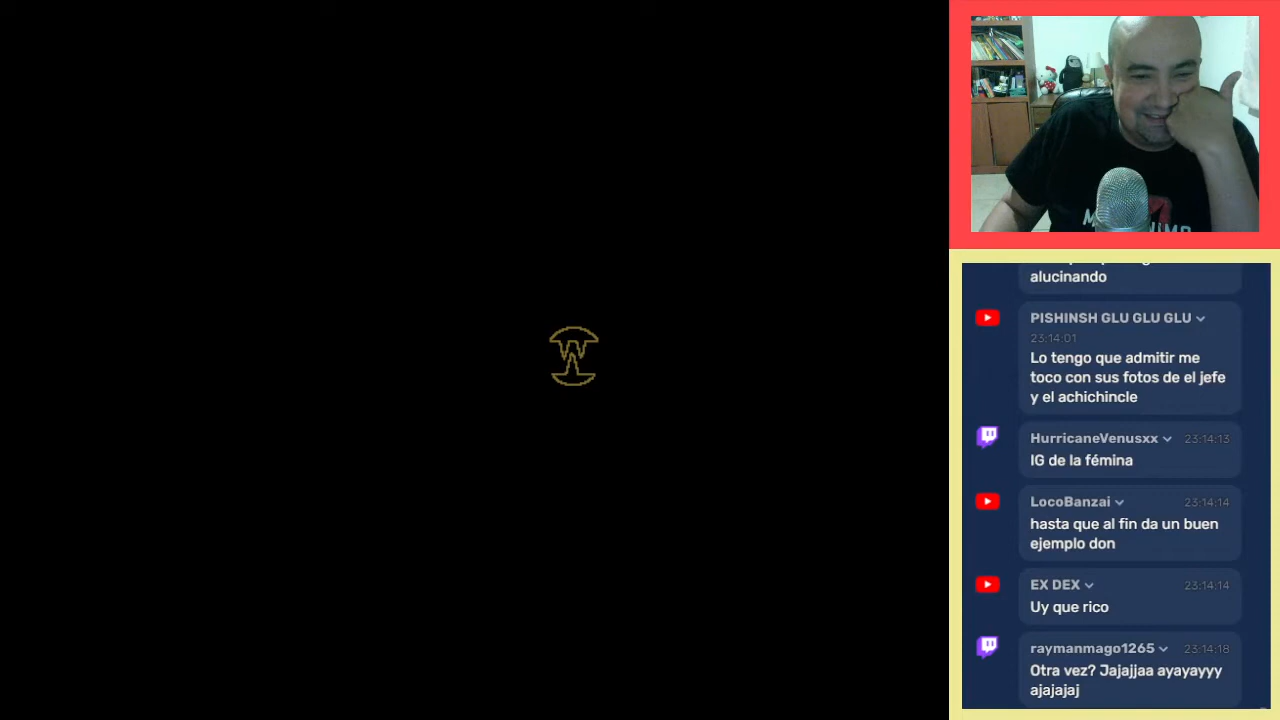 alucinando
PISHINSH GLU GLU GLU
23:14:01
Lo tengo que admitir me
toco con sus fotos de el jefe
y el achichincle
HurricaneVenusxx 23:14:13
IG de la fémina
LocoBanzai 23:14:14
hasta que al fin da un buen
ejemplo don
EX DEX 23:14:14
Uy que rico
raymanmago1265 23:14:18
Otra vez? Jajajjaa ayayayyy
ajajajaj